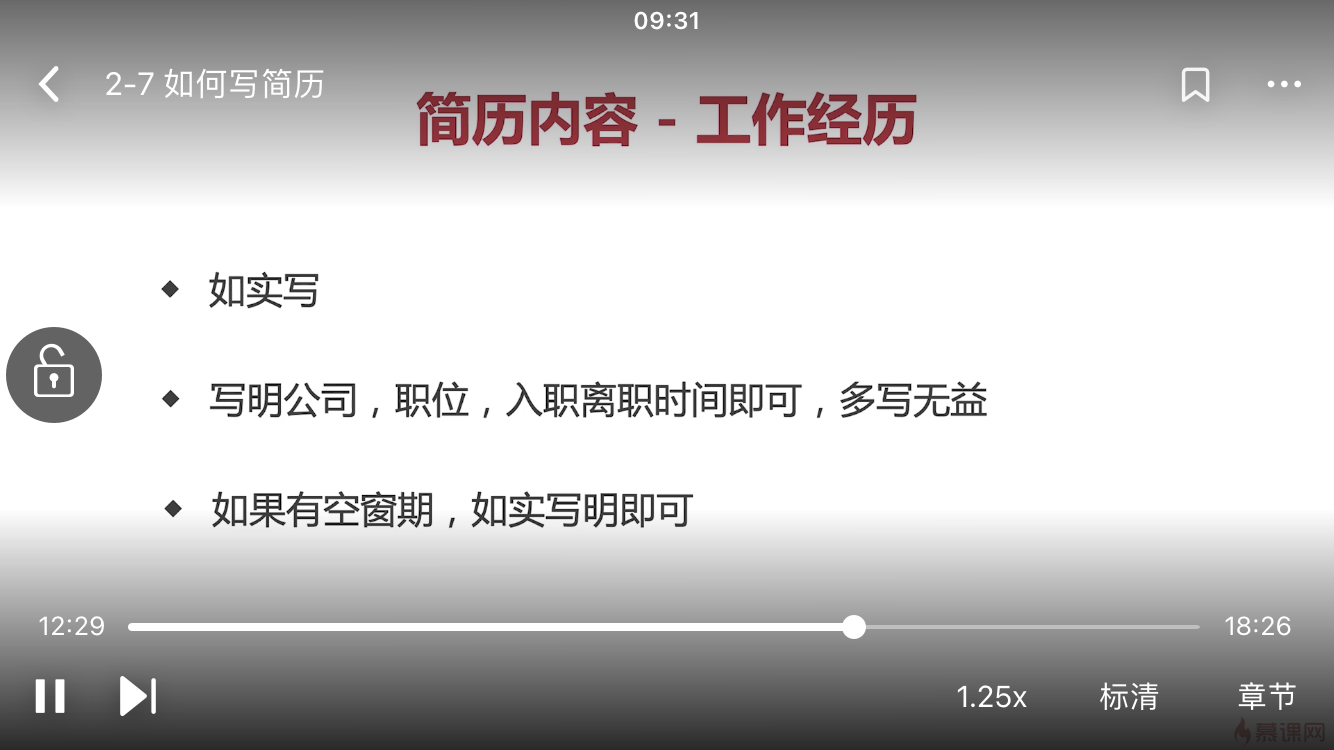 09:31
2-7 如何写简历
简历内容 - 工作经历
◆ 如实写
◆ 写明公司，职位，入职离职时间即可，多写无益
◆ 如果有空窗期，如实写明即可
12:29
18:26
1.25x 标清 章节
慕课网